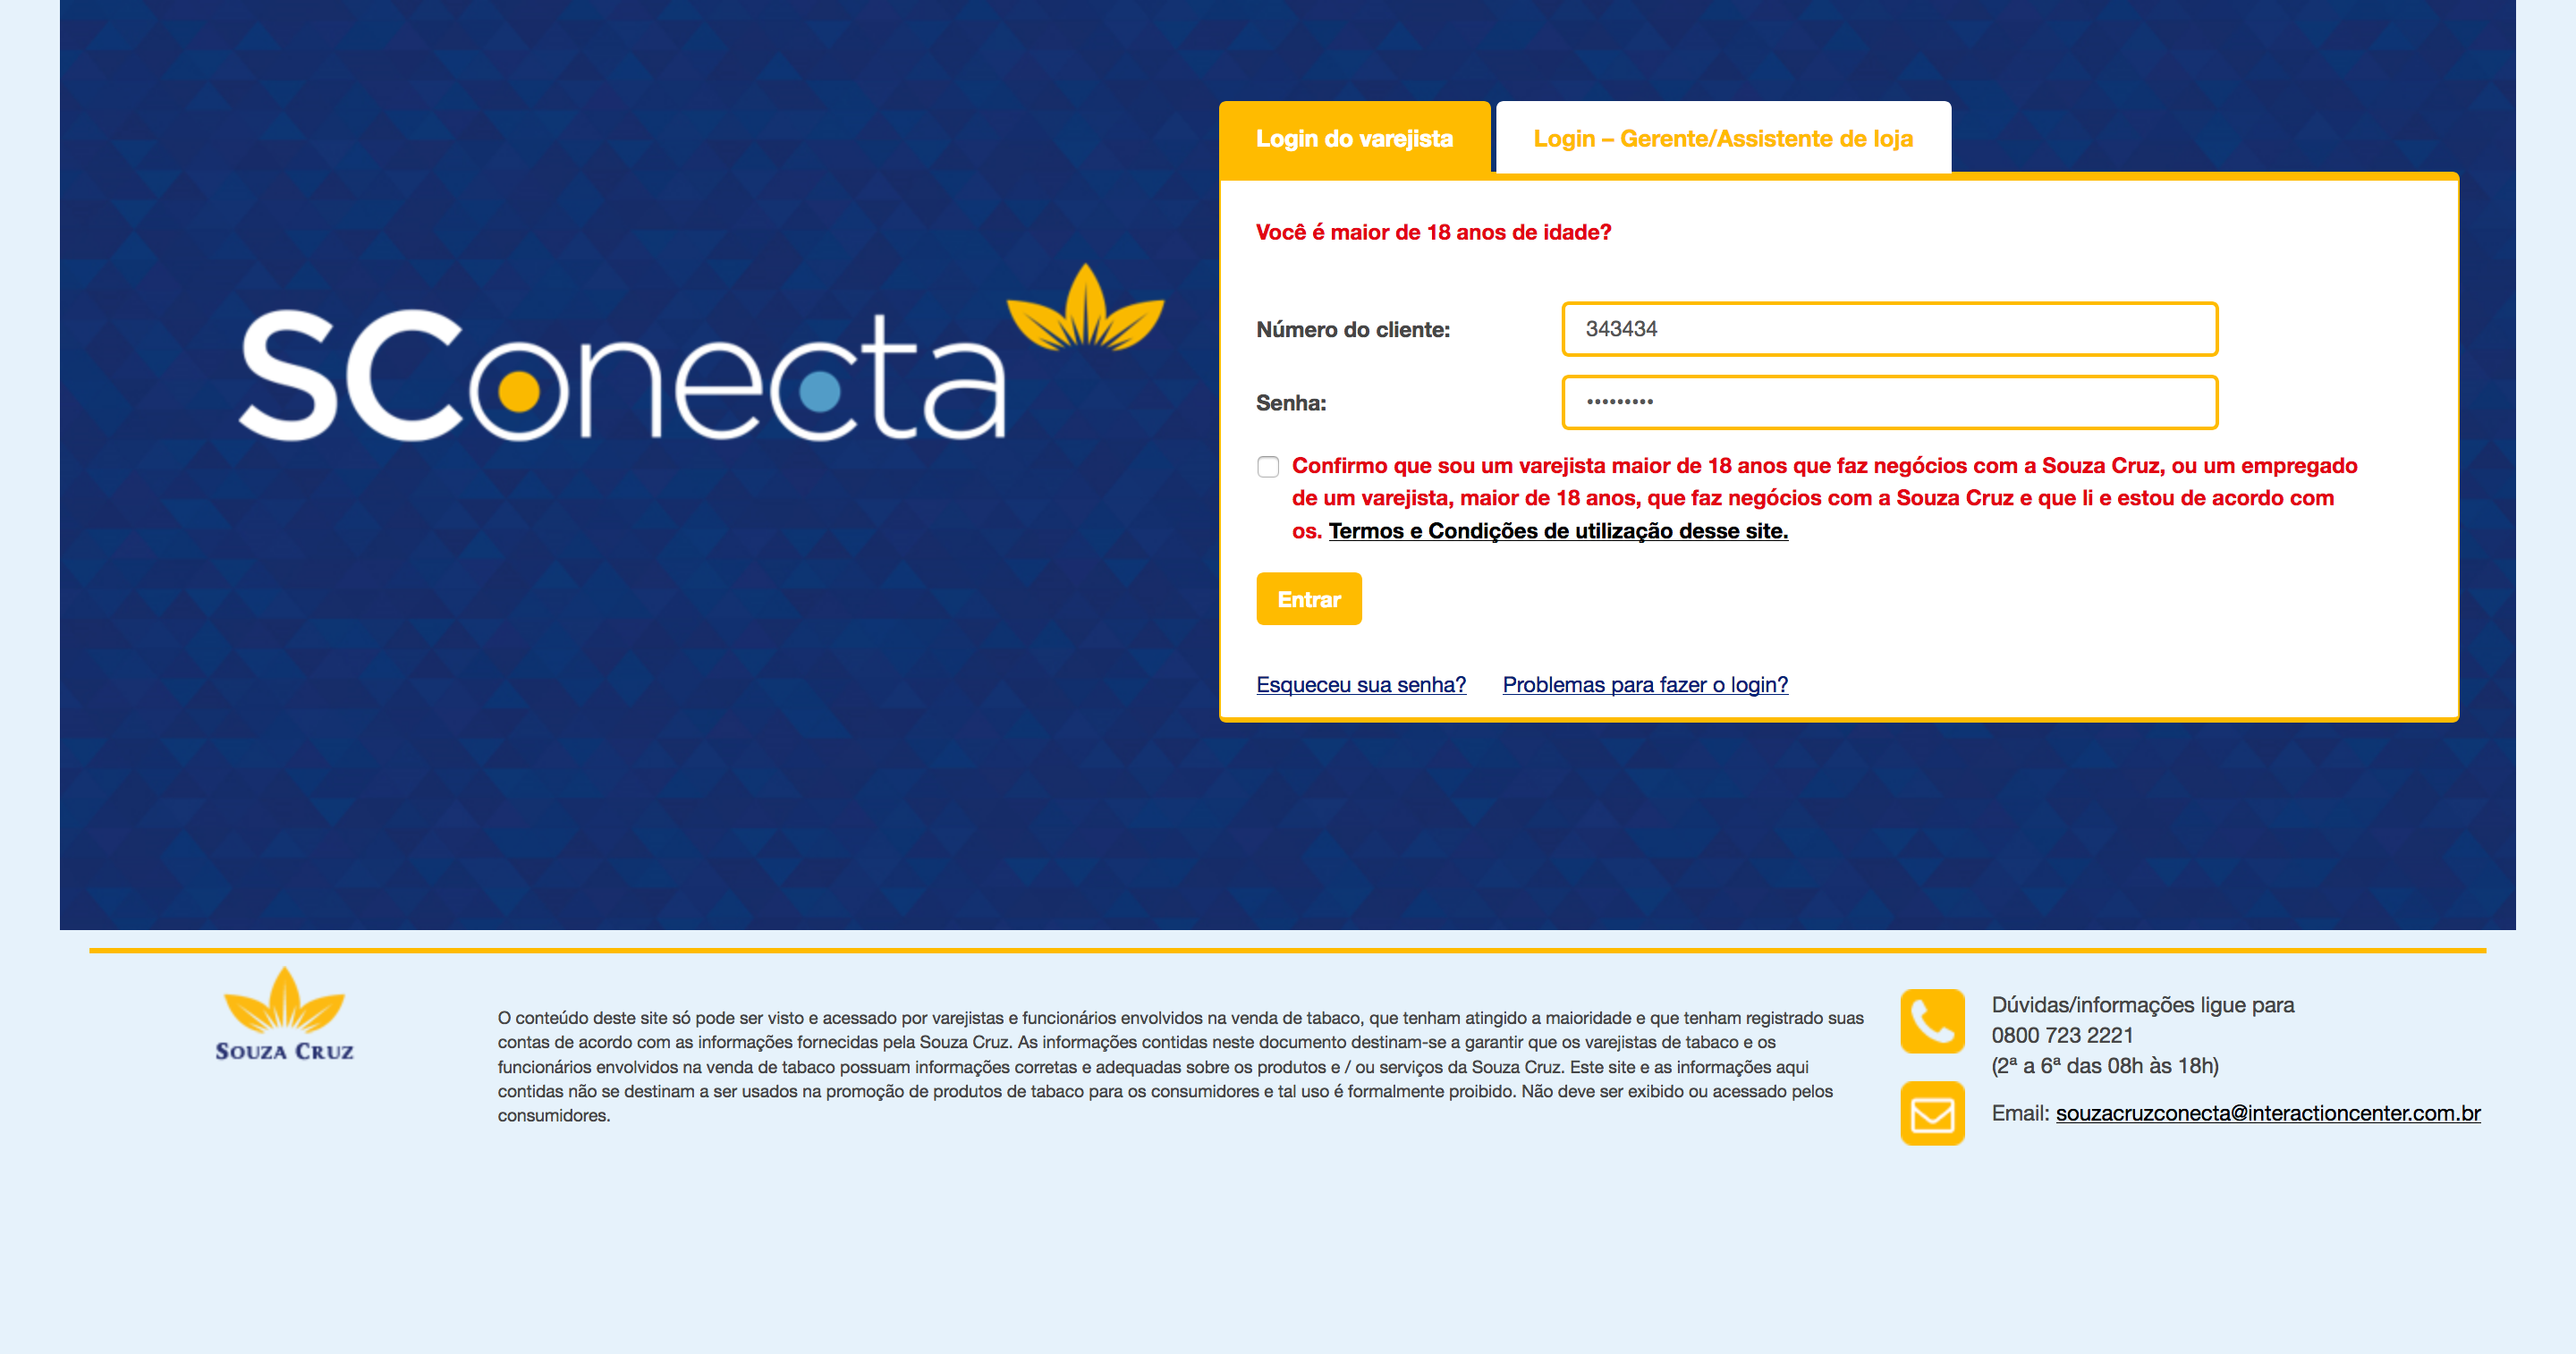 Login do varejista
Login – Gerente/Assistente de loja
Você é maior de 18 anos de idade?
SConecta
Número do cliente:
343434
Senha:
•••••••••
Confirmo que sou um varejista maior de 18 anos que faz negócios com a Souza Cruz, ou um empregado
de um varejista, maior de 18 anos, que faz negócios com a Souza Cruz e que li e estou de acordo com
os. Termos e Condições de utilização desse site.
Entrar
Esqueceu sua senha?
Problemas para fazer o login?
SOUZA CRUZ
O conteúdo deste site só pode ser visto e acessado por varejistas e funcionários envolvidos na venda de tabaco, que tenham atingido a maioridade e que tenham registrado suas
contas de acordo com as informações fornecidas pela Souza Cruz. As informações contidas neste documento destinam-se a garantir que os varejistas de tabaco e os
funcionários envolvidos na venda de tabaco possuam informações corretas e adequadas sobre os produtos e / ou serviços da Souza Cruz. Este site e as informações aqui
contidas não se destinam a ser usados na promoção de produtos de tabaco para os consumidores e tal uso é formalmente proibido. Não deve ser exibido ou acessado pelos
consumidores.
Dúvidas/informações ligue para
0800 723 2221
(2ª a 6ª das 08h às 18h)
Email: souzacruzconecta@interactioncenter.com.br